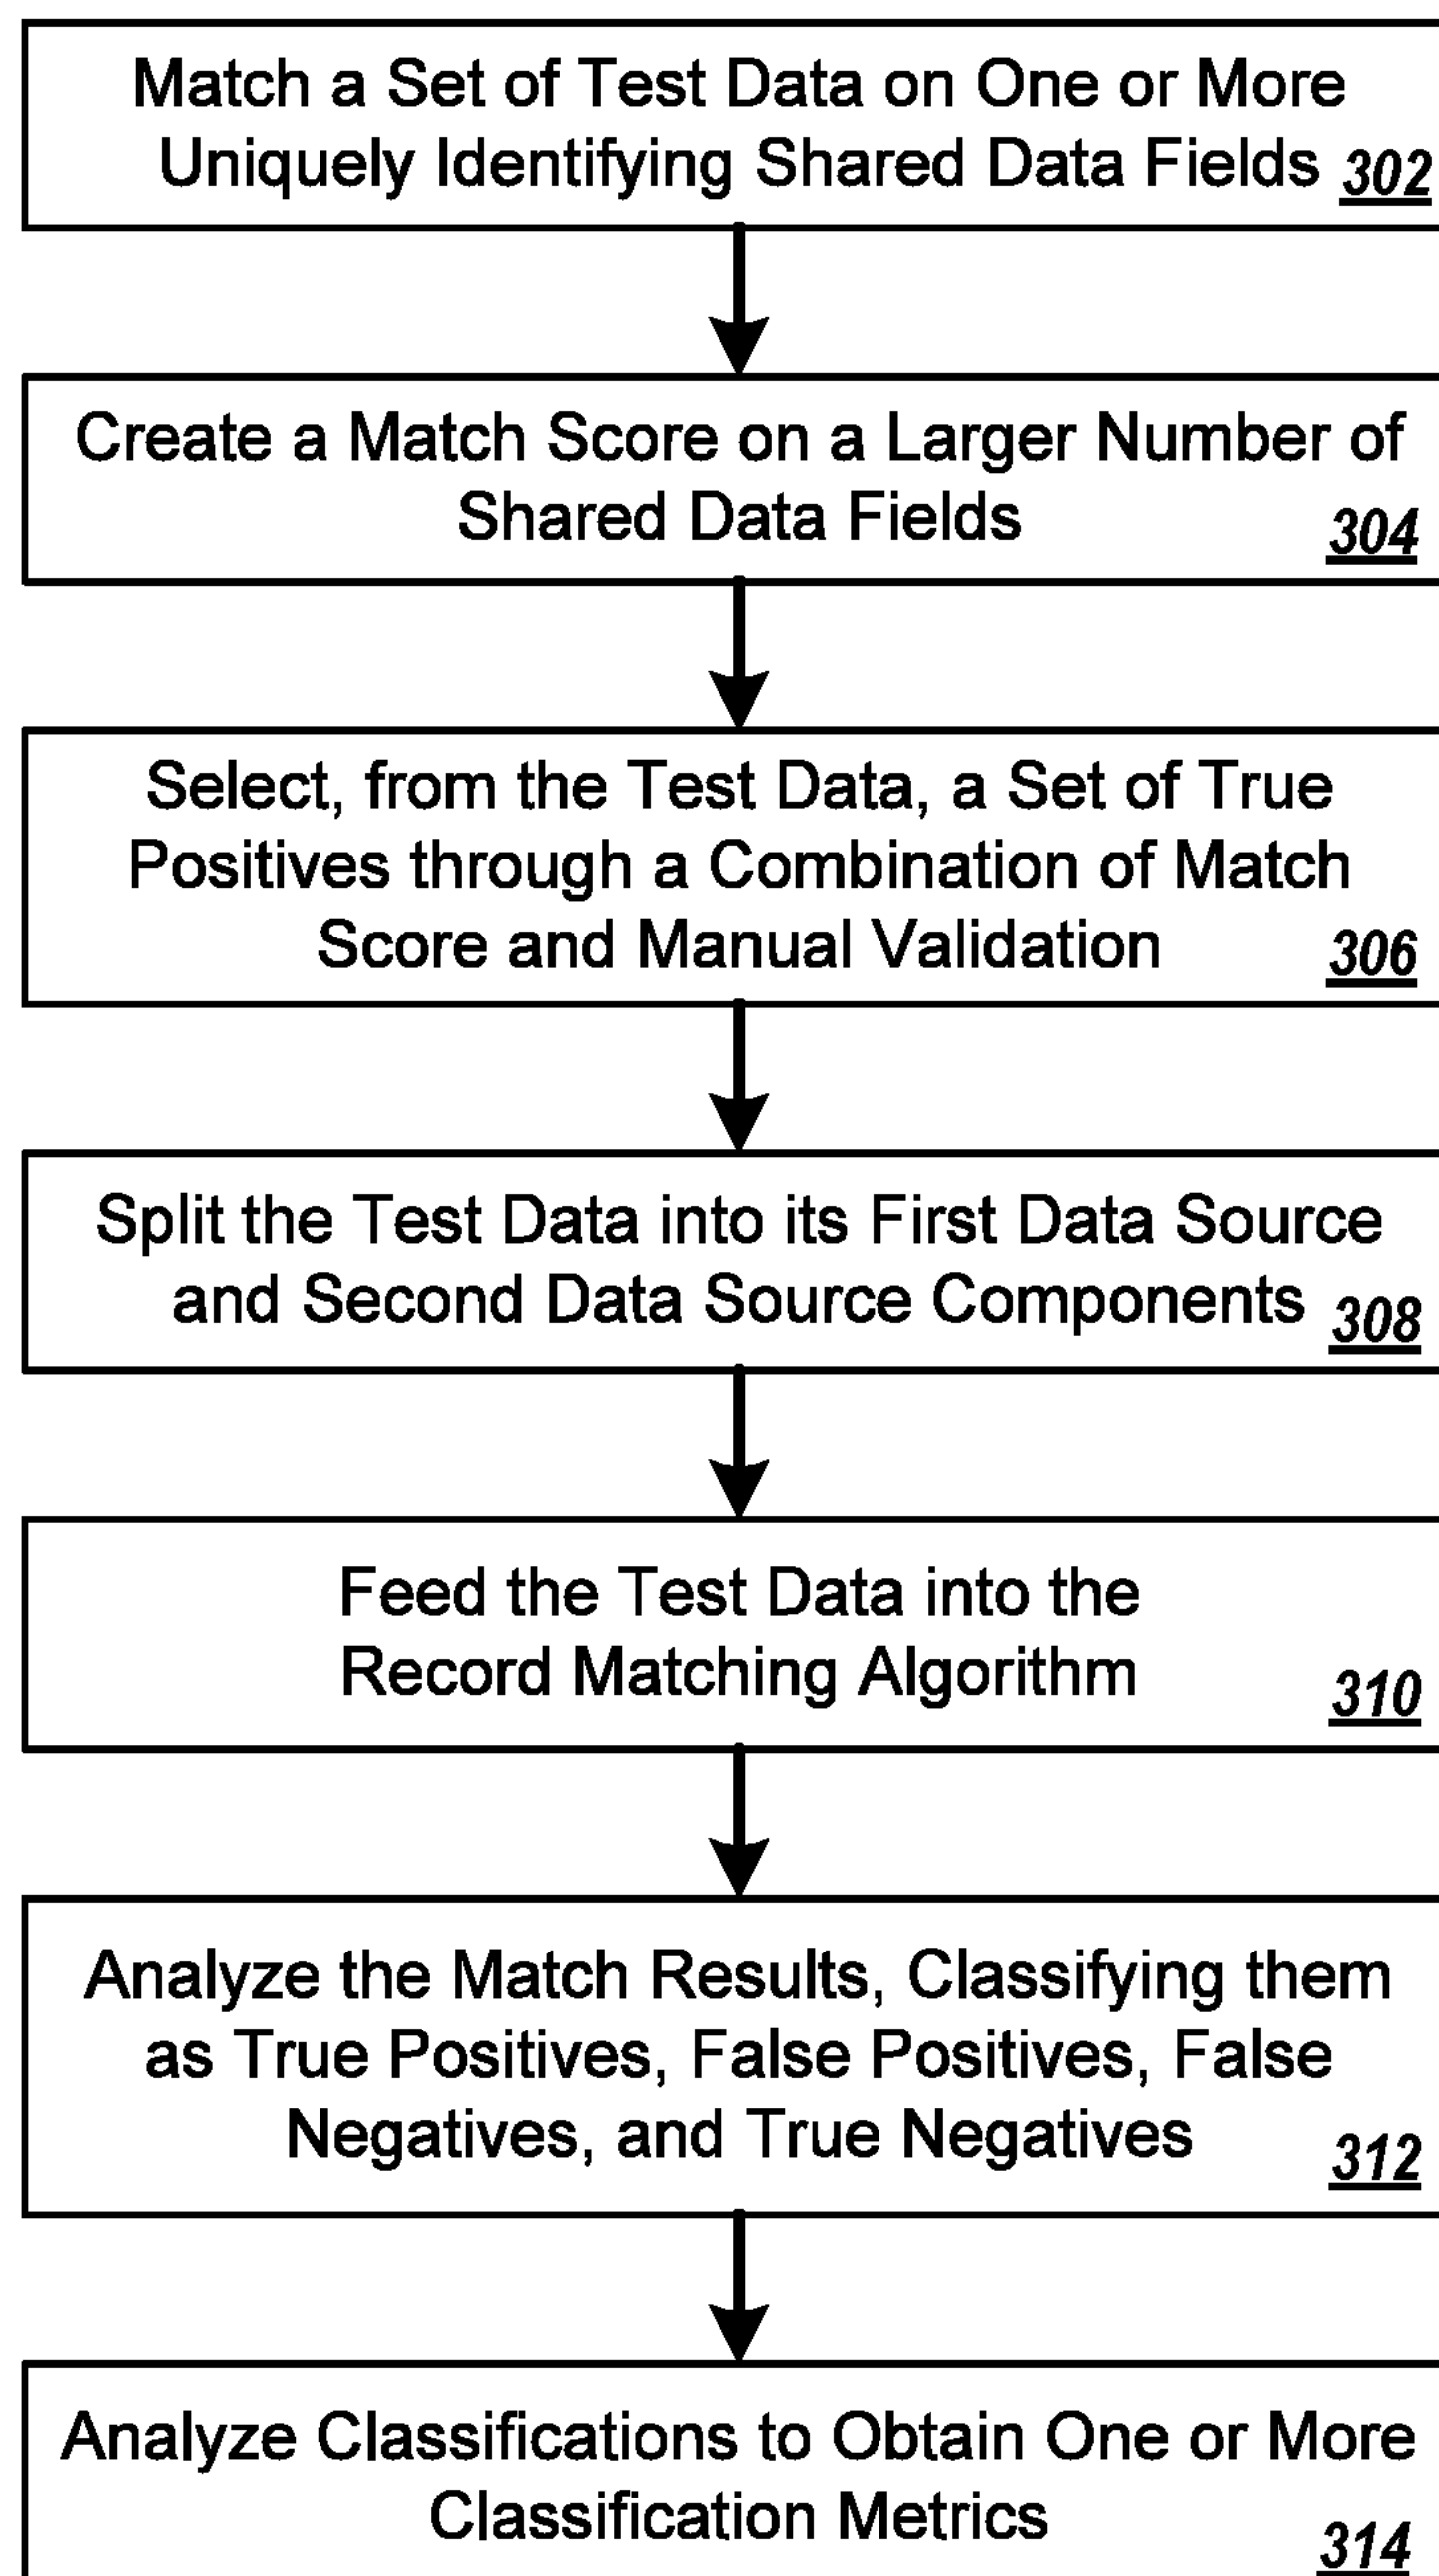 Match a Set of Test Data on One or More
Uniquely Identifying Shared Data Fields 302
Create a Match Score on a Larger Number of
Shared Data Fields 304
Select, from the Test Data, a Set of True
Positives through a Combination of Match
Score and Manual Validation 306
Split the Test Data into its First Data Source
and Second Data Source Components 308
Feed the Test Data into the
Record Matching Algorithm 310
Analyze the Match Results, Classifying them
as True Positives, False Positives, False
Negatives, and True Negatives 312
Analyze Classifications to Obtain One or More
Classification Metrics 314